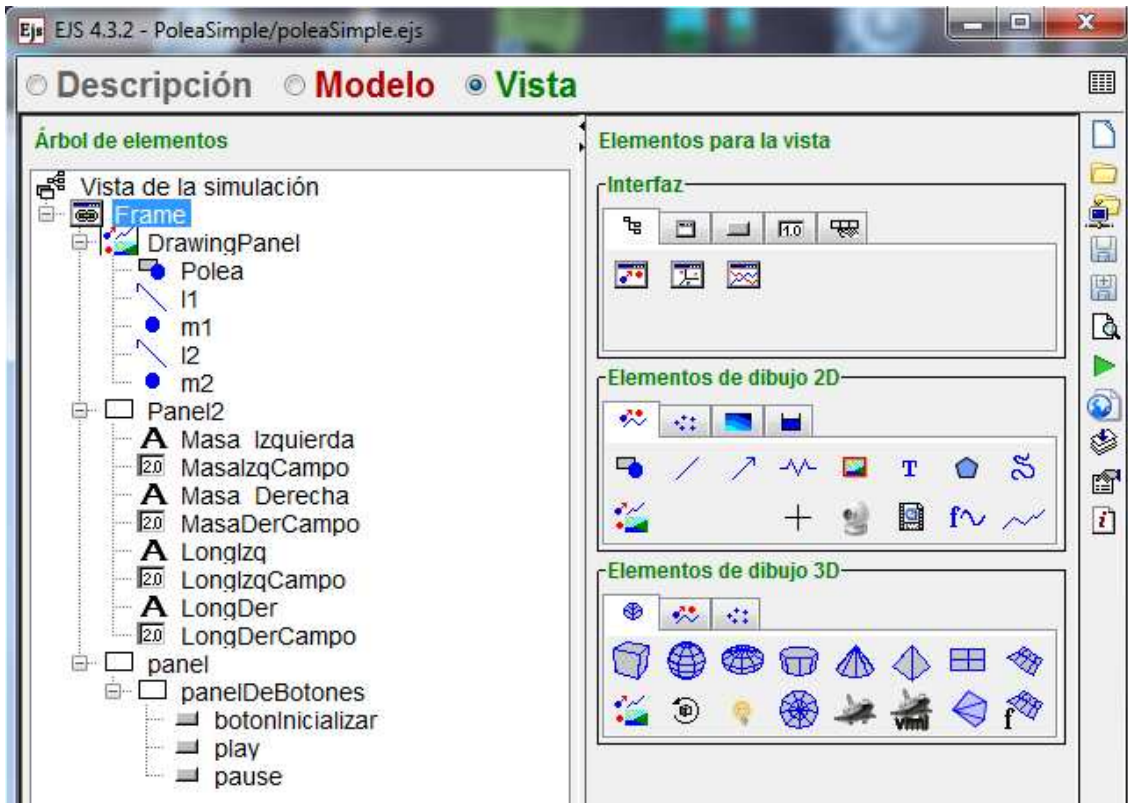 EJS 4.3.2 - PoleaSimple/poleaSimple.ejs
Descripción Modelo Vista
Árbol de elementos
Vista de la simulación
Frame
DrawingPanel
Polea
l1
m1
l2
m2
Panel2
A Masa Izquierda
2.0 MasaIzqCampo
A Masa Derecha
2.0 MasaDerCampo
A LongIzq
2.0 LongIzqCampo
A LongDer
2.0 LongDerCampo
panel
panelDeBotones
botonInicializar
play
pause
Elementos para la vista
Interfaz
1.0
Elementos de dibujo 2D
T
f
Elementos de dibujo 3D
vrml
f
i